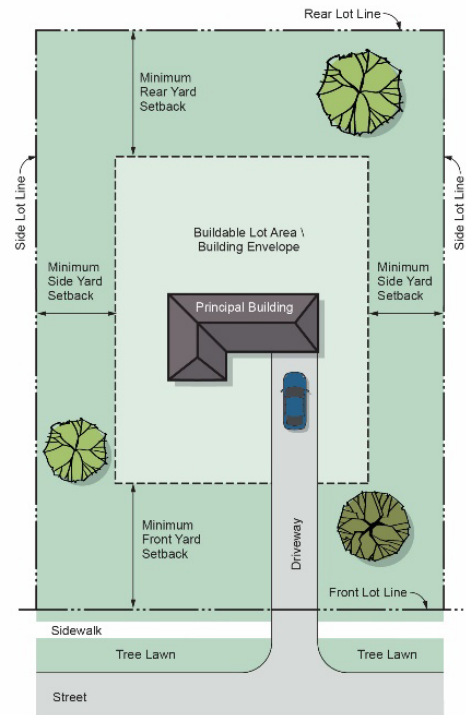 Rear Lot Line
Minimum
Rear Yard
Setback
Side Lot Line
Side Lot Line
Buildable Lot Area \
Building Envelope
Minimum
Side Yard
Setback
Minimum
Side Yard
Setback
Principal Building
Minimum
Front Yard
Setback
Driveway
Front Lot Line
Sidewalk
Tree Lawn
Tree Lawn
Street